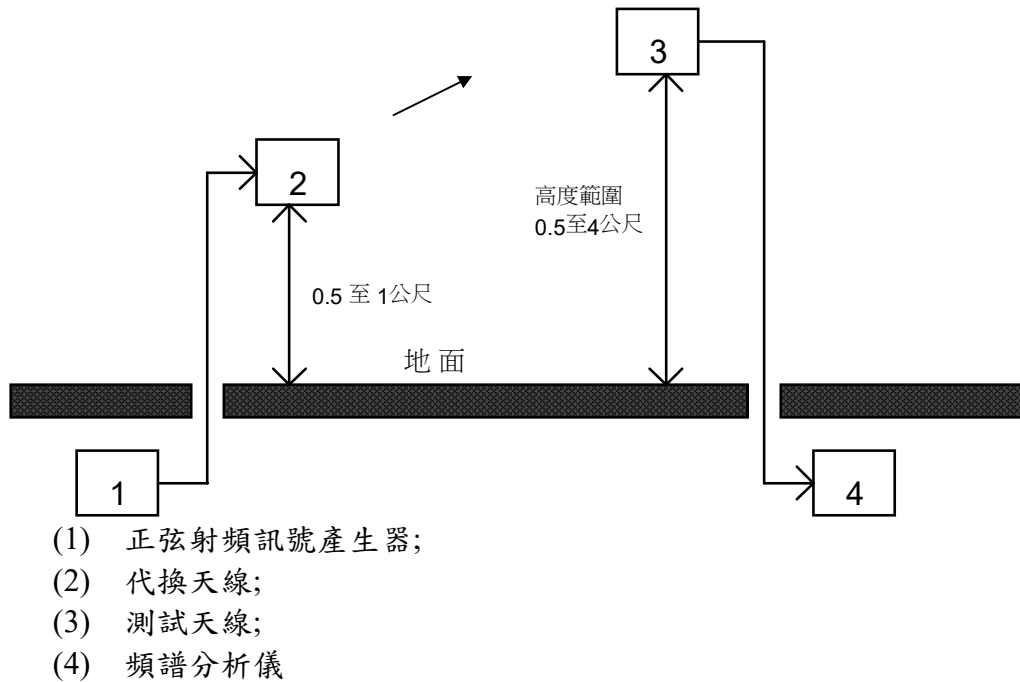 3
2
高度範圍
0.5至4公尺
0.5 至 1公尺
地 面
1
4
(1) 正弦射頻訊號產生器;
(2) 代換天線;
(3) 測試天線;
(4) 頻譜分析儀